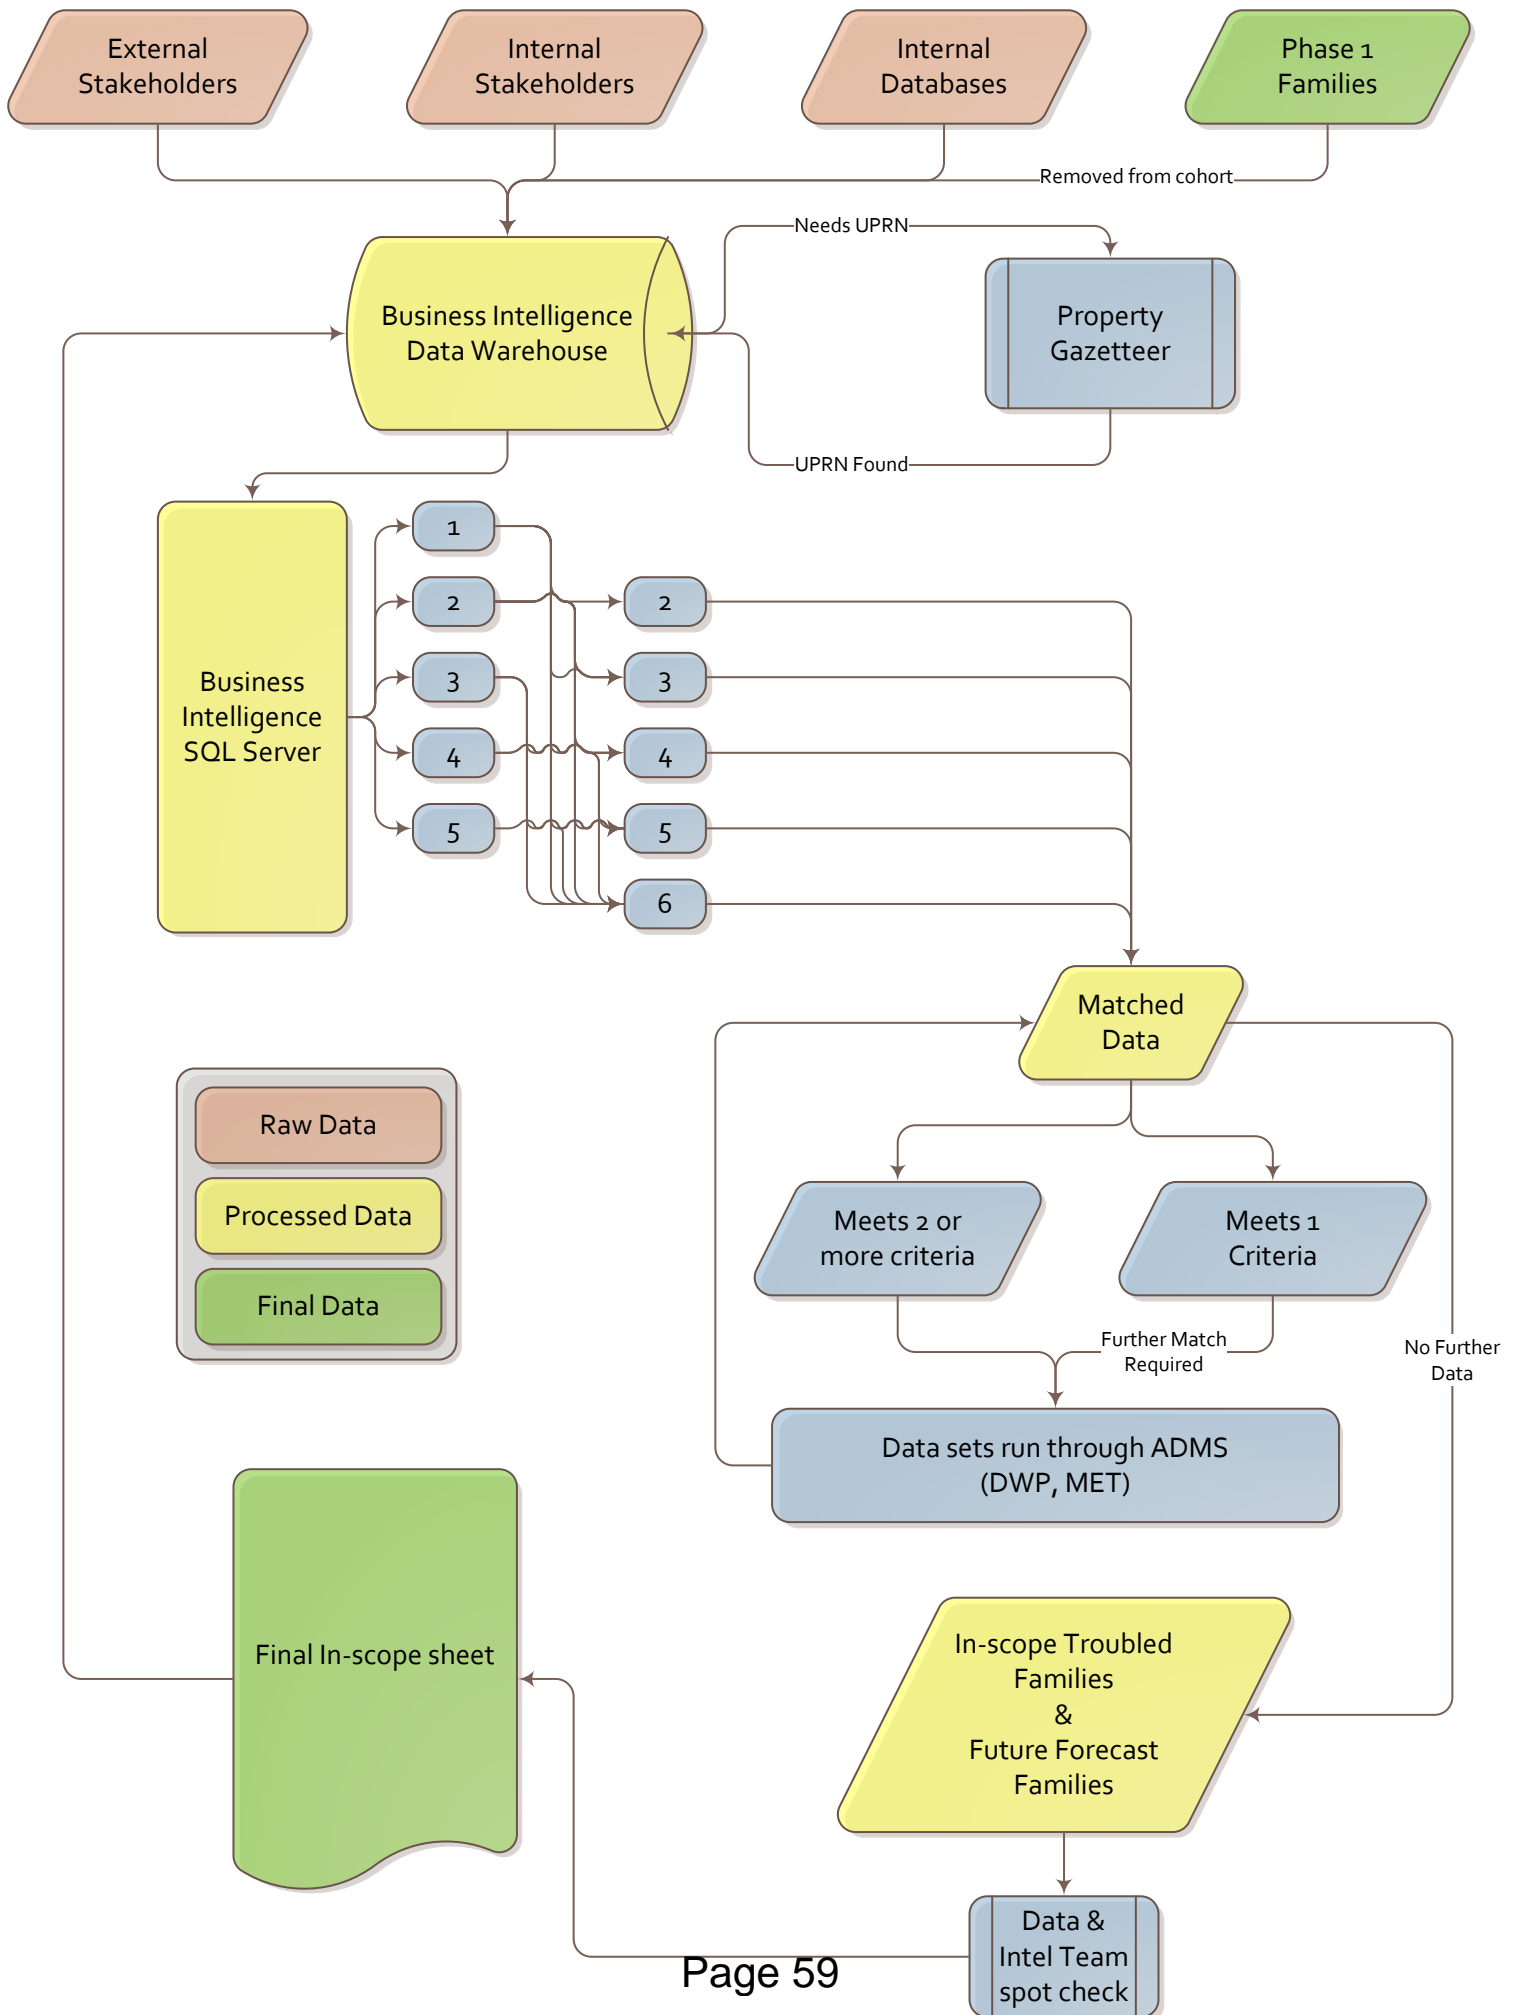 External
Stakeholders
Internal
Stakeholders
Internal
Databases
Phase 1
Families
Removed from cohort
Needs UPRN
Business Intelligence
Data Warehouse
Property
Gazetteer
UPRN Found
Business
Intelligence
SQL Server
1
2
3
4
5
2
3
4
5
6
Matched
Data
Raw Data
Processed Data
Final Data
Meets 2 or
more criteria
Meets 1
Criteria
Further Match
Required
No Further
Data
Data sets run through ADMS
(DWP, MET)
Final In-scope sheet
In-scope Troubled
Families
&
Future Forecast
Families
Data &
Intel Team
spot check
Page 59